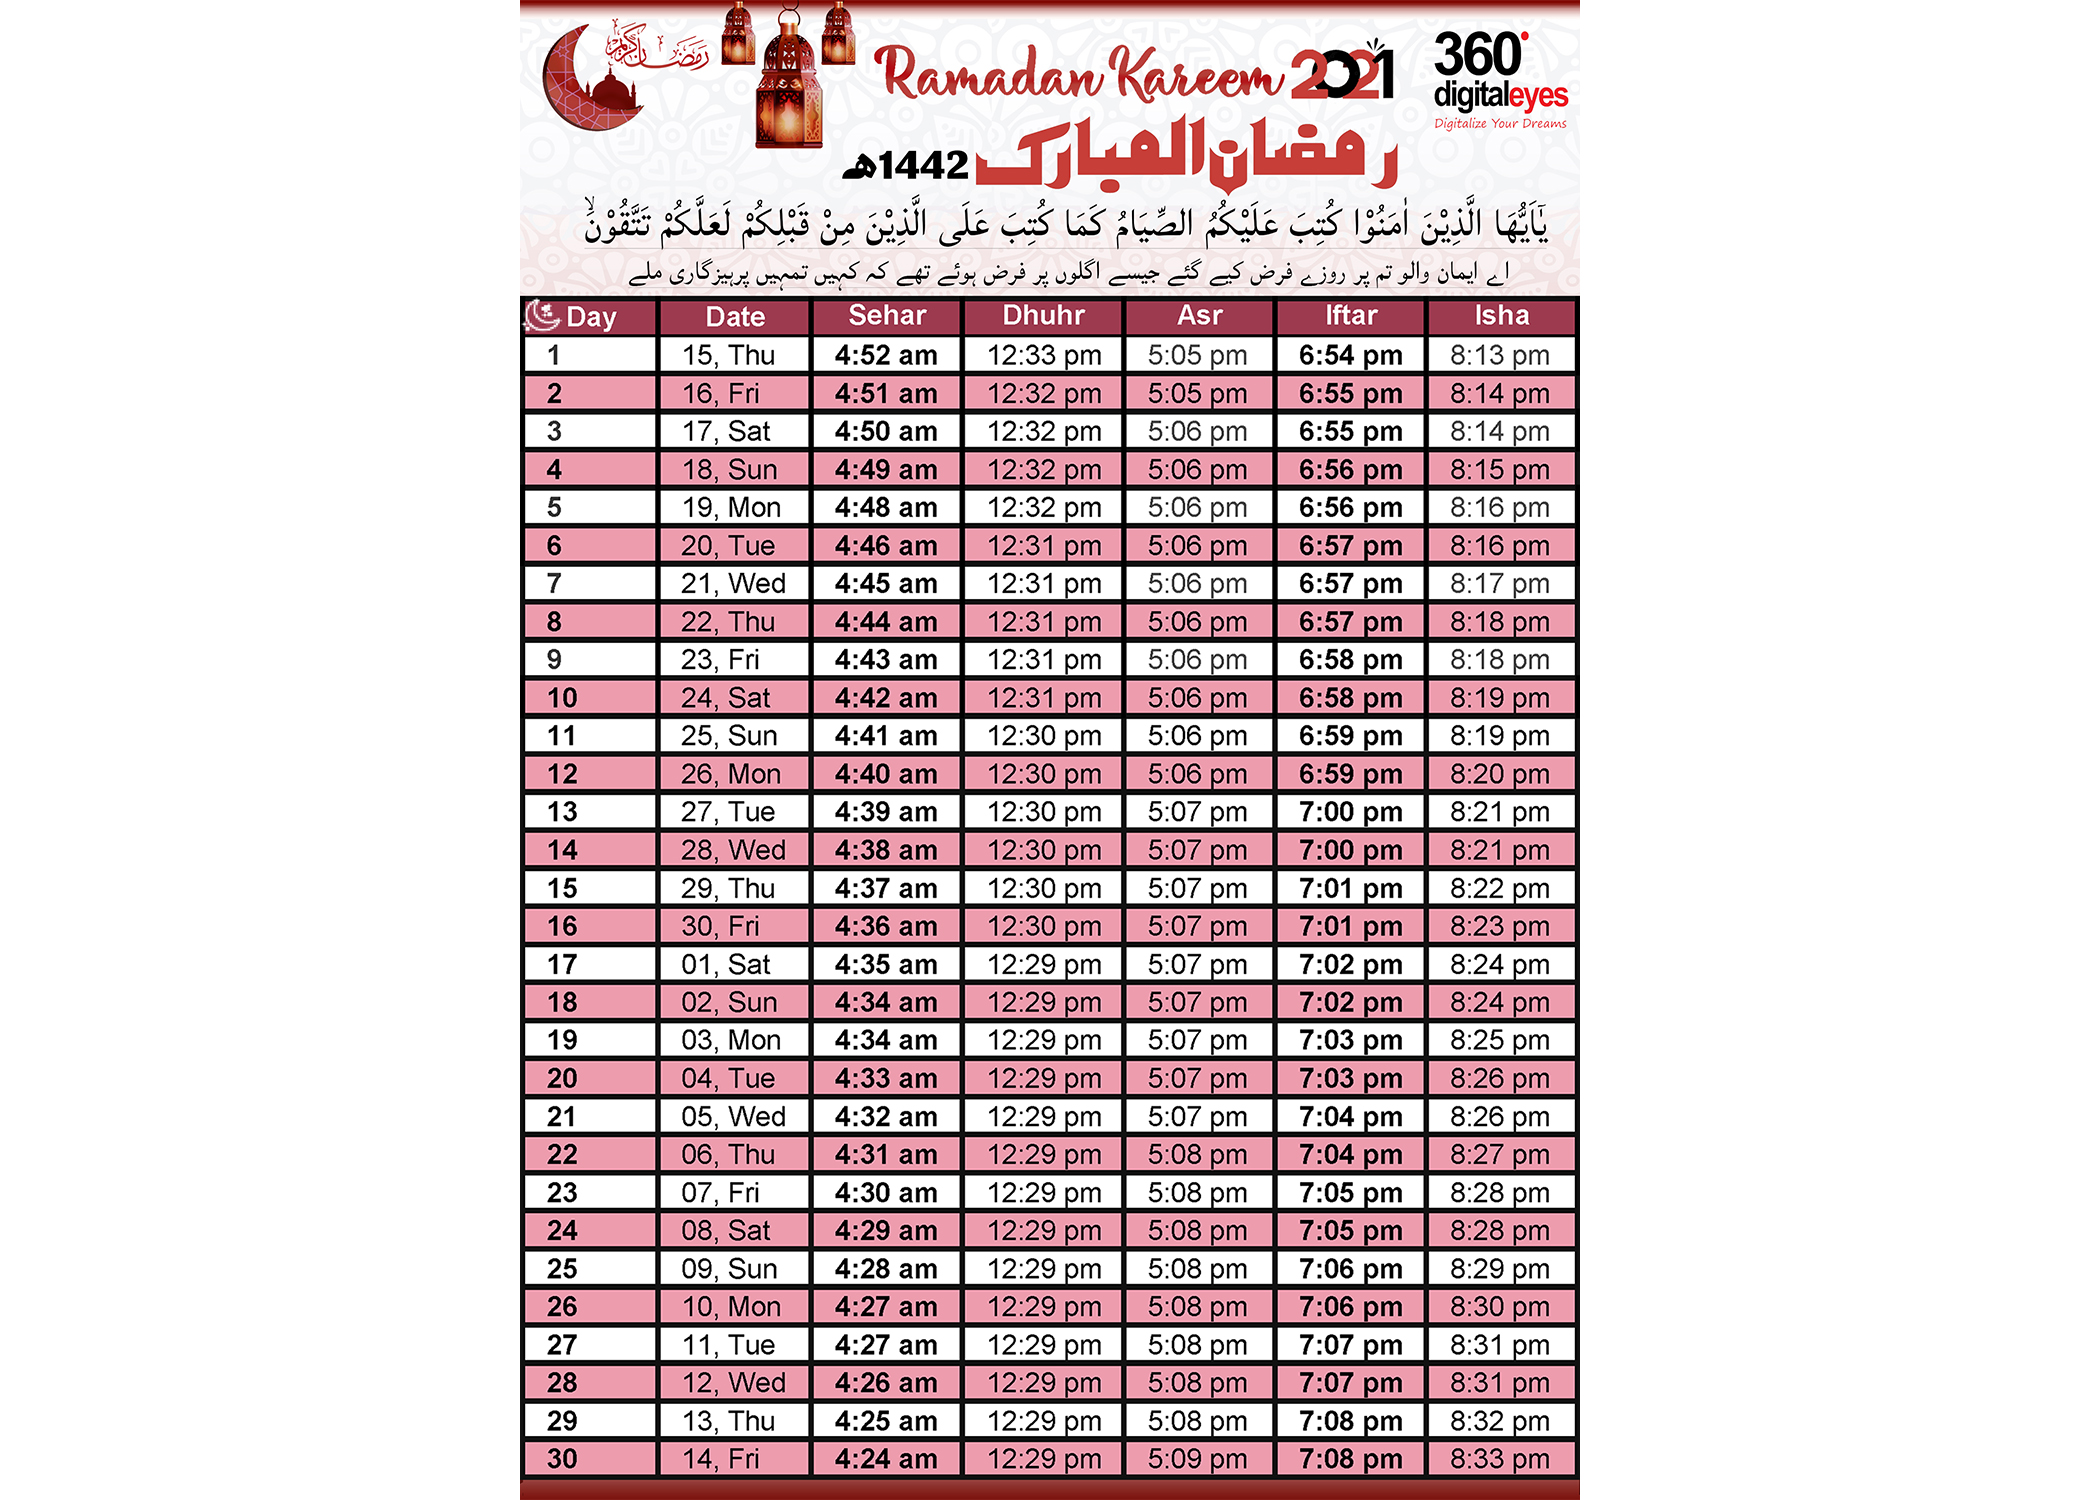 رمضان كريم
Ramadan Kareem 2021
360°
digitaleyes
Digitalize Your Dreams
رمضان المبارک 1442ھ
يٰۤاَيُّهَا الَّذِيْنَ اٰمَنُوْا كُتِبَ عَلَيْكُمُ الصِّيَامُ كَمَا كُتِبَ عَلَى الَّذِيْنَ مِنْ قَبْلِكُمْ لَعَلَّكُمْ تَتَّقُوْنَۙ
اے ایمان والو تم پر روزے فرض کیے گئے جیسے اگلوں پر فرض ہوئے تھے کہ کہیں تمہیں پرہیزگاری ملے
Day Date Sehar Dhuhr Asr Iftar Isha
1 15, Thu 4:52 am 12:33 pm 5:05 pm 6:54 pm 8:13 pm
2 16, Fri 4:51 am 12:32 pm 5:05 pm 6:55 pm 8:14 pm
3 17, Sat 4:50 am 12:32 pm 5:06 pm 6:55 pm 8:14 pm
4 18, Sun 4:49 am 12:32 pm 5:06 pm 6:56 pm 8:15 pm
5 19, Mon 4:48 am 12:32 pm 5:06 pm 6:56 pm 8:16 pm
6 20, Tue 4:46 am 12:31 pm 5:06 pm 6:57 pm 8:16 pm
7 21, Wed 4:45 am 12:31 pm 5:06 pm 6:57 pm 8:17 pm
8 22, Thu 4:44 am 12:31 pm 5:06 pm 6:57 pm 8:18 pm
9 23, Fri 4:43 am 12:31 pm 5:06 pm 6:58 pm 8:18 pm
10 24, Sat 4:42 am 12:31 pm 5:06 pm 6:58 pm 8:19 pm
11 25, Sun 4:41 am 12:30 pm 5:06 pm 6:59 pm 8:19 pm
12 26, Mon 4:40 am 12:30 pm 5:06 pm 6:59 pm 8:20 pm
13 27, Tue 4:39 am 12:30 pm 5:07 pm 7:00 pm 8:21 pm
14 28, Wed 4:38 am 12:30 pm 5:07 pm 7:00 pm 8:21 pm
15 29, Thu 4:37 am 12:30 pm 5:07 pm 7:01 pm 8:22 pm
16 30, Fri 4:36 am 12:30 pm 5:07 pm 7:01 pm 8:23 pm
17 01, Sat 4:35 am 12:29 pm 5:07 pm 7:02 pm 8:24 pm
18 02, Sun 4:34 am 12:29 pm 5:07 pm 7:02 pm 8:24 pm
19 03, Mon 4:34 am 12:29 pm 5:07 pm 7:03 pm 8:25 pm
20 04, Tue 4:33 am 12:29 pm 5:07 pm 7:03 pm 8:26 pm
21 05, Wed 4:32 am 12:29 pm 5:07 pm 7:04 pm 8:26 pm
22 06, Thu 4:31 am 12:29 pm 5:08 pm 7:04 pm 8:27 pm
23 07, Fri 4:30 am 12:29 pm 5:08 pm 7:05 pm 8:28 pm
24 08, Sat 4:29 am 12:29 pm 5:08 pm 7:05 pm 8:28 pm
25 09, Sun 4:28 am 12:29 pm 5:08 pm 7:06 pm 8:29 pm
26 10, Mon 4:27 am 12:29 pm 5:08 pm 7:06 pm 8:30 pm
27 11, Tue 4:27 am 12:29 pm 5:08 pm 7:07 pm 8:31 pm
28 12, Wed 4:26 am 12:29 pm 5:08 pm 7:07 pm 8:31 pm
29 13, Thu 4:25 am 12:29 pm 5:08 pm 7:08 pm 8:32 pm
30 14, Fri 4:24 am 12:29 pm 5:09 pm 7:08 pm 8:33 pm